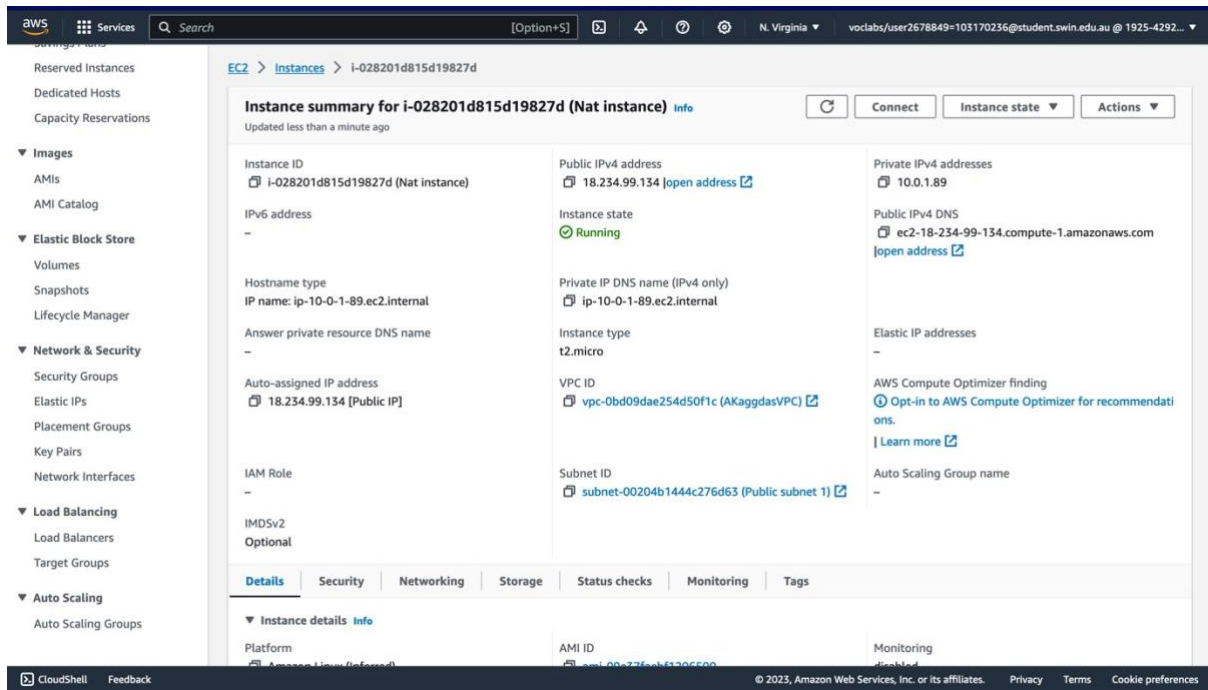 aws Services Search [Option+S] N. Virginia ▼ voclabs/user2678849=103170236@student.swin.edu.au @ 1925-4292... ▼
Savings Plans
Reserved Instances
Dedicated Hosts
Capacity Reservations
▼ Images
AMIs
AMI Catalog
▼ Elastic Block Store
Volumes
Snapshots
Lifecycle Manager
▼ Network & Security
Security Groups
Elastic IPs
Placement Groups
Key Pairs
Network Interfaces
▼ Load Balancing
Load Balancers
Target Groups
▼ Auto Scaling
Auto Scaling Groups
EC2 > Instances > i-028201d815d19827d
Instance summary for i-028201d815d19827d (Nat instance) Info
Updated less than a minute ago
Connect Instance state ▼ Actions ▼
Instance ID
i-028201d815d19827d (Nat instance)
Public IPv4 address
18.234.99.134 |open address
Private IPv4 addresses
10.0.1.89
IPv6 address
–
Instance state
Running
Public IPv4 DNS
ec2-18-234-99-134.compute-1.amazonaws.com
|open address
Hostname type
IP name: ip-10-0-1-89.ec2.internal
Private IP DNS name (IPv4 only)
ip-10-0-1-89.ec2.internal
Answer private resource DNS name
–
Instance type
t2.micro
Elastic IP addresses
–
Auto-assigned IP address
18.234.99.134 [Public IP]
VPC ID
vpc-0bd09dae254d50f1c (AKaggdasVPC)
AWS Compute Optimizer finding
Opt-in to AWS Compute Optimizer for recommendati
ons.
| Learn more
IAM Role
–
Subnet ID
subnet-00204b1444c276d63 (Public subnet 1)
Auto Scaling Group name
–
IMDSv2
Optional
Details Security Networking Storage Status checks Monitoring Tags
▼ Instance details Info
Platform
Amazon Linux (Inferred)
AMI ID
Monitoring
disabled
CloudShell Feedback © 2023, Amazon Web Services, Inc. or its affiliates. Privacy Terms Cookie preferences